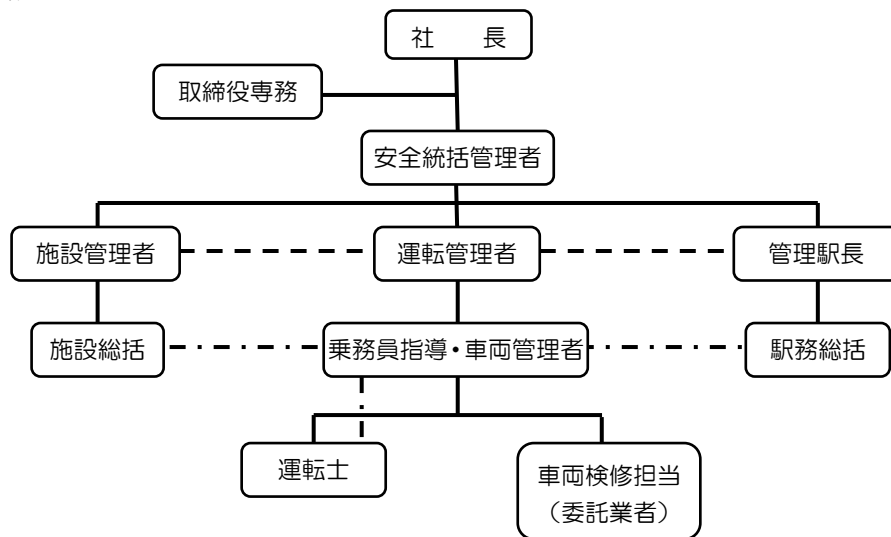 社　　長
取締役専務
安全統括管理者
施設管理者
運転管理者
管理駅長
施設総括
乗務員指導・車両管理者
駅務総括
運転士
車両検修担当
（委託業者）